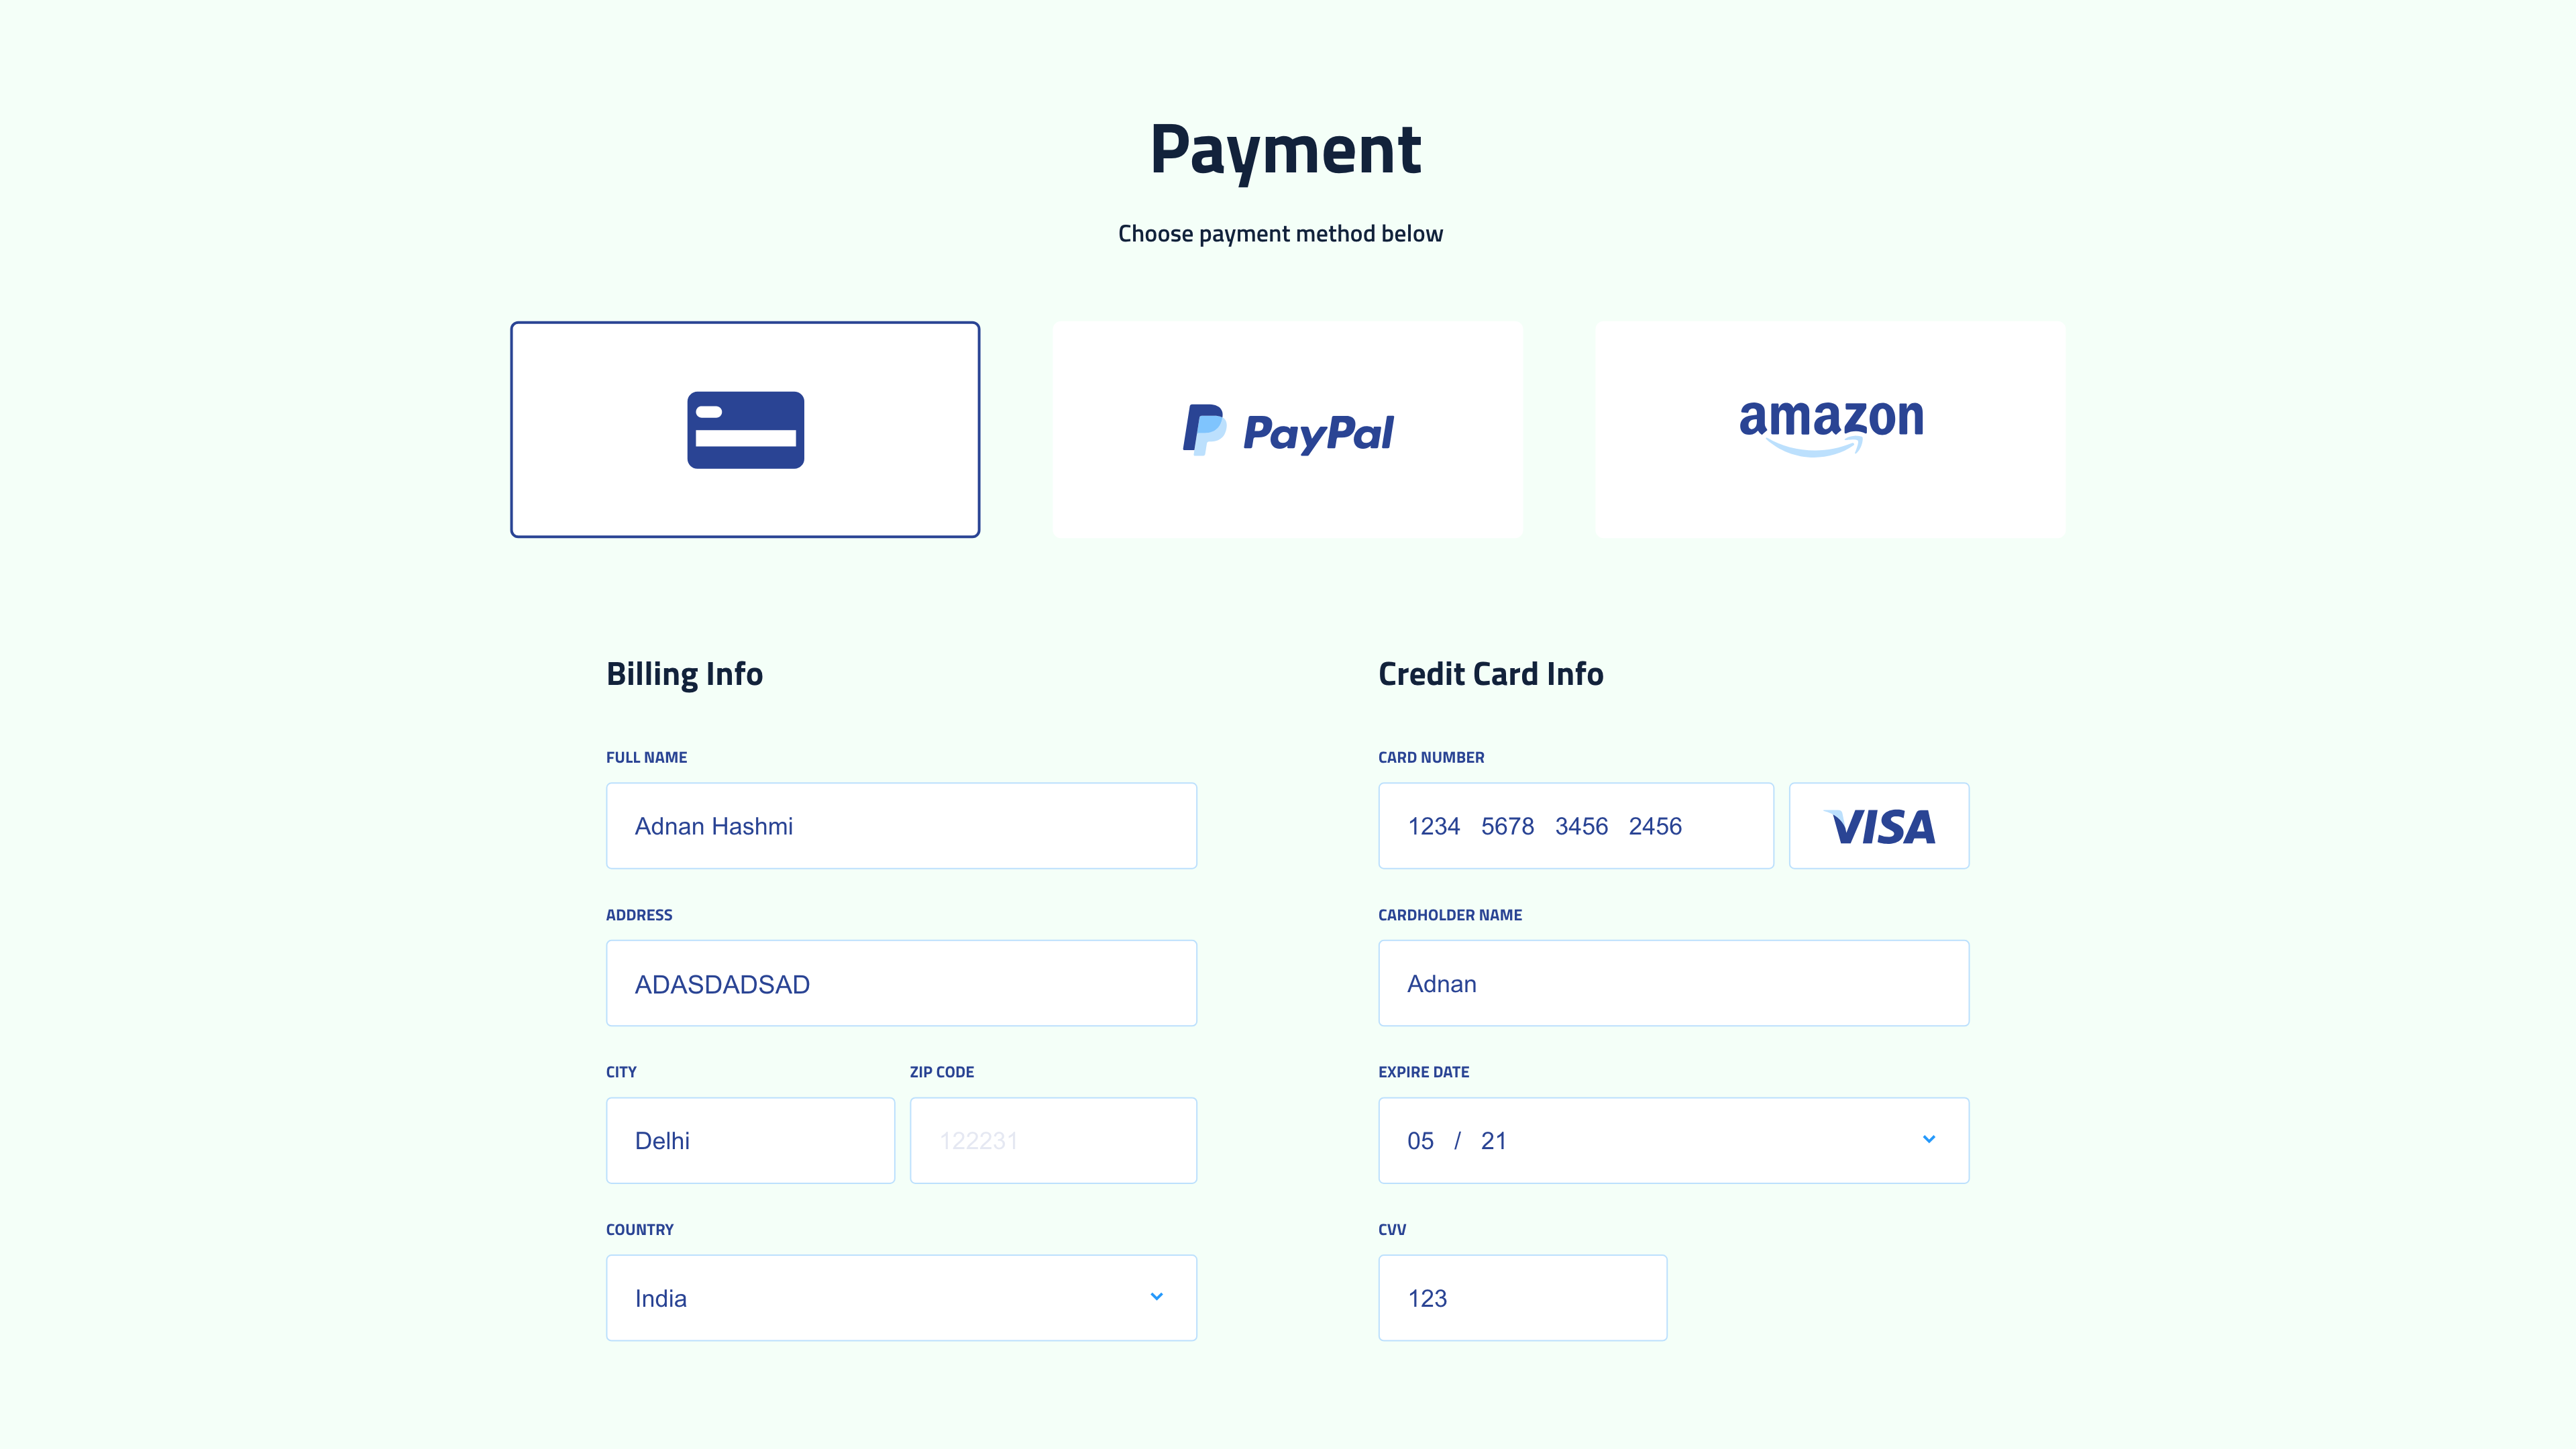 Payment
Choose payment method below
PayPal
amazon
Billing Info
FULL NAME
Adnan Hashmi
ADDRESS
ADASDADSAD
CITY
ZIP CODE
Delhi
122231
COUNTRY
India
Credit Card Info
CARD NUMBER
1234 5678 3456 2456
VISA
CARDHOLDER NAME
Adnan
EXPIRE DATE
05 / 21
CVV
123